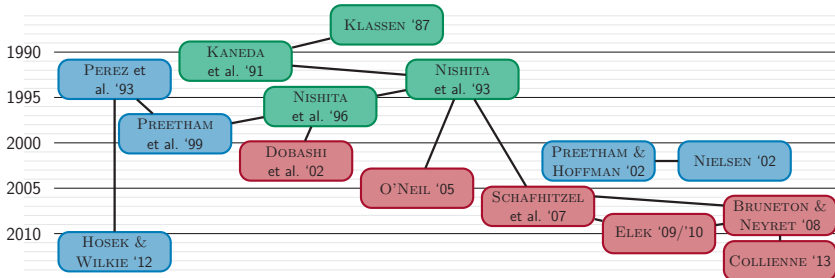 KLASSEN ‘87
1990
KANEDA
et al. ‘91
PEREZ et
al. ‘93
NISHITA
et al. ‘93
1995
NISHITA
et al. ‘96
PREETHAM
et al. ‘99
2000
DOBASHI
et al. ‘02
PREETHAM &
HOFFMAN ‘02
NIELSEN ‘02
2005
O'NEIL ‘05
SCHAFHITZEL
et al. ‘07
BRUNETON &
NEYRET ‘08
2010
ELEK ‘09/‘10
HOSEK &
WILKIE ‘12
COLLIENNE ‘13